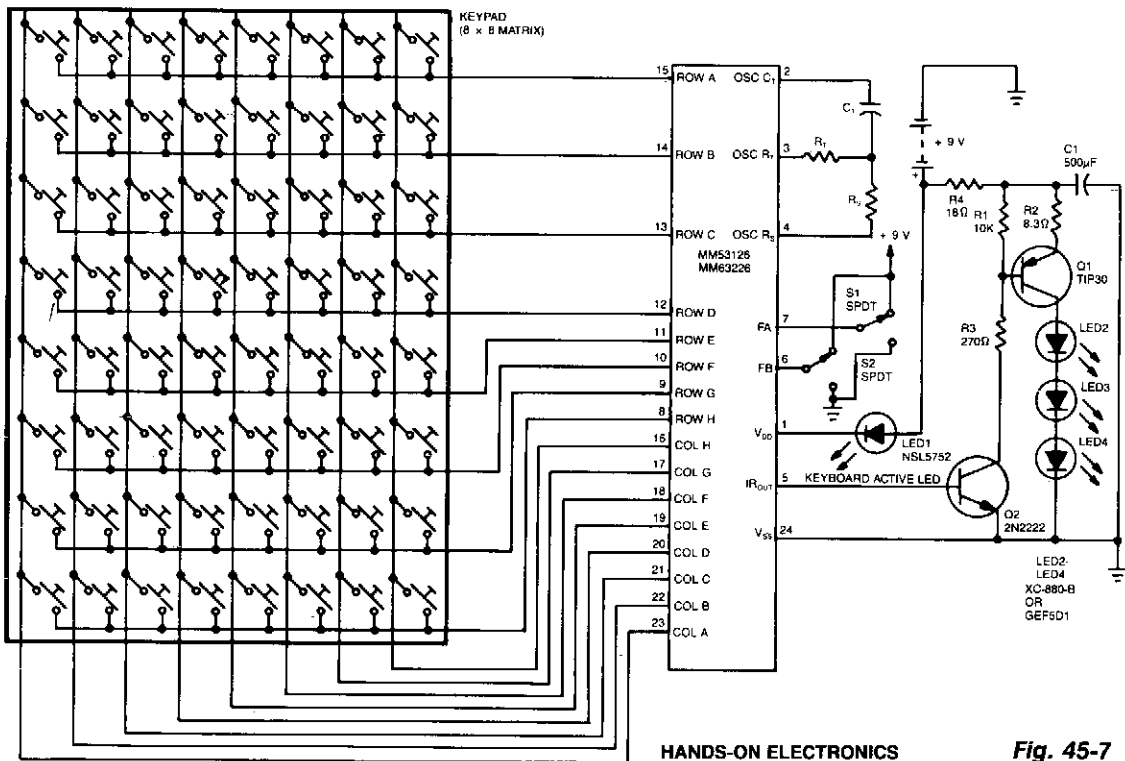 KEYPAD
(8 × 8 MATRIX)
15 ROW A
14 ROW B
13 ROW C
12 ROW D
11 ROW E
10 ROW F
9 ROW G
8 ROW H
16 COL H
17 COL G
18 COL F
19 COL E
20 COL D
21 COL C
22 COL B
23 COL A
OSC CT 2
OSC RT 3
OSC RS 4
MM53126
MM63226
FA 7
FB 6
VDD 1
IROUT 5
VSS 24
C1
R1
RS
+ 9 V
S1
SPDT
S2
SPDT
LED1
NSL5752
KEYBOARD ACTIVE LED
+ 9 V
+
R4
18Ω
R1
10K
R2
8.3Ω
C1
500µF
Q1
TIP30
R3
270Ω
LED2
LED3
LED4
Q2
2N2222
LED2-
LED4
XC-880-B
OR
GEF5D1
HANDS-ON ELECTRONICS
Fig. 45-7